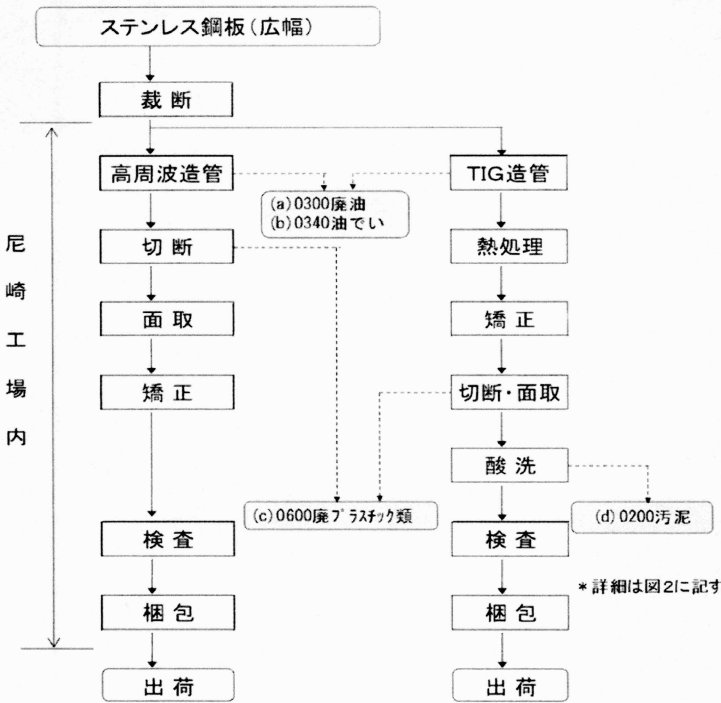 ステンレス鋼板(広幅)
裁断
高周波造管
TIG造管
(a)0300廃油
(b)0340油でい
切断
熱処理
面取
矯正
矯正
切断・面取
酸洗
(c)0600廃プラスチック類
(d)0200汚泥
検査
検査
*詳細は図2に記す
梱包
梱包
出荷
出荷
尼崎工場内